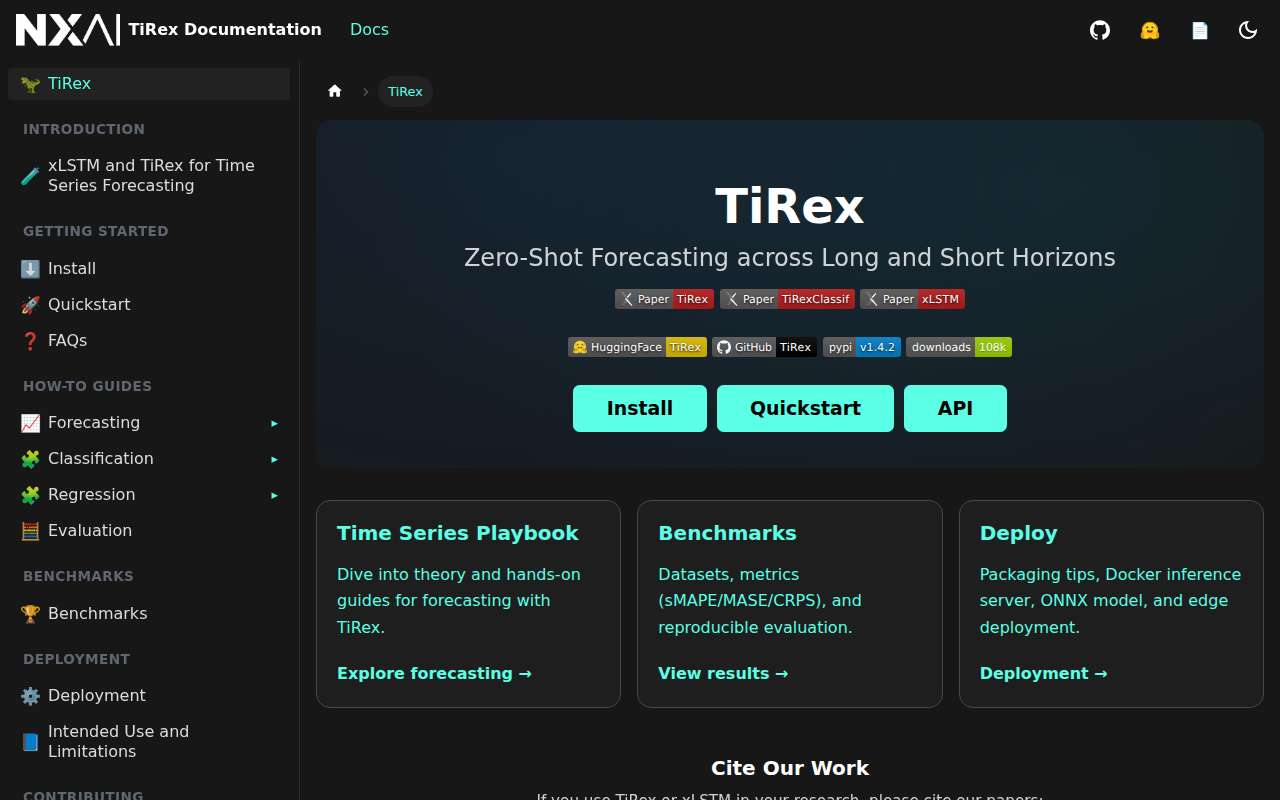 NXAI TiRex Documentation Docs
TiRex
INTRODUCTION
xLSTM and TiRex for Time
Series Forecasting
GETTING STARTED
Install
Quickstart
FAQs
HOW-TO GUIDES
Forecasting
Classification
Regression
Evaluation
BENCHMARKS
Benchmarks
DEPLOYMENT
Deployment
Intended Use and
Limitations
CONTRIBUTING
TiRex
TiRex
Zero-Shot Forecasting across Long and Short Horizons
Paper TiRex Paper TiRexClassif Paper xLSTM
HuggingFace TiRex GitHub TiRex pypi v1.4.2 downloads 108k
Install Quickstart API
Time Series Playbook
Dive into theory and hands-on
guides for forecasting with
TiRex.
Explore forecasting →
Benchmarks
Datasets, metrics
(sMAPE/MASE/CRPS), and
reproducible evaluation.
View results →
Deploy
Packaging tips, Docker inference
server, ONNX model, and edge
deployment.
Deployment →
Cite Our Work
If you use TiRex or xLSTM in your research, please cite our papers: